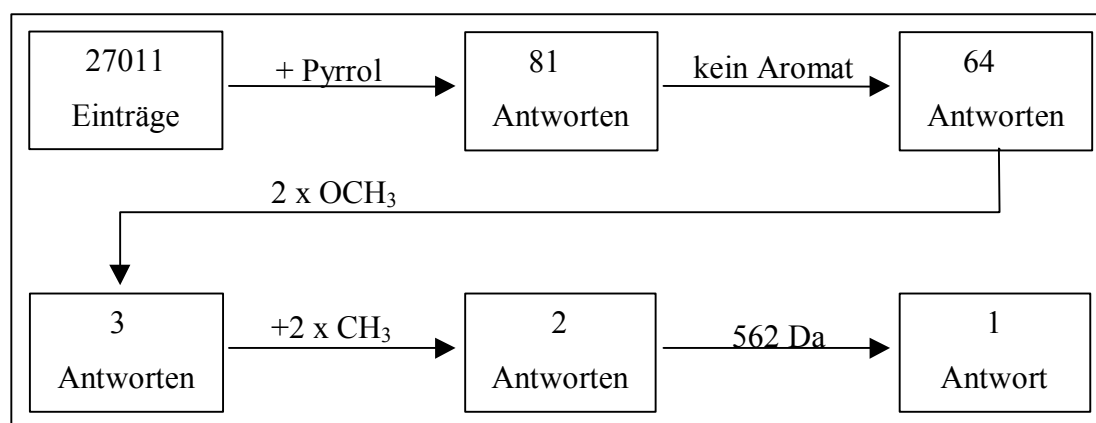 27011
Einträge
+ Pyrrol
81
Antworten
kein Aromat
64
Antworten
2 x OCH₃
3
Antworten
+2 x CH₃
2
Antworten
562 Da
1
Antwort